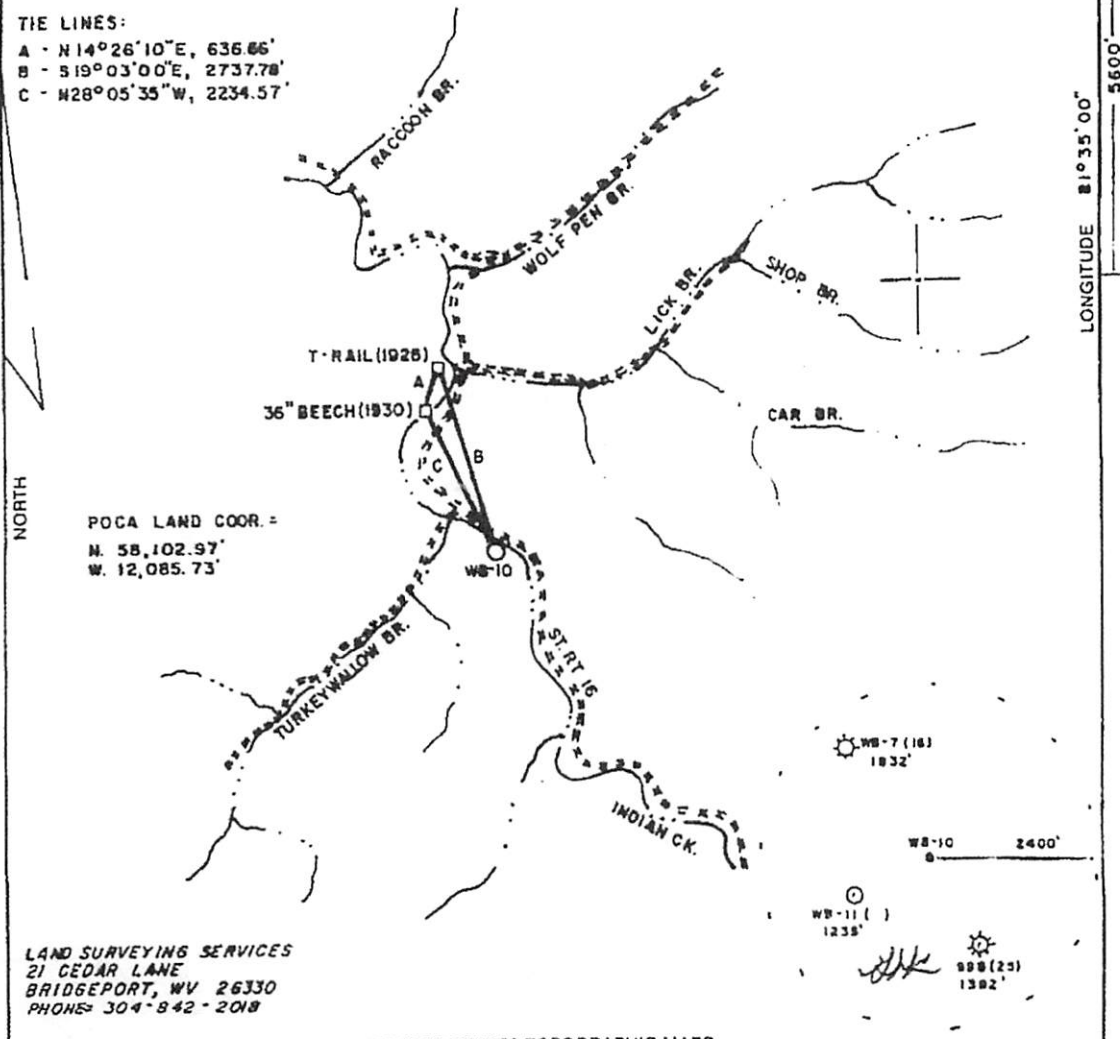 TIE LINES:
A - N14°26'10"E, 636.66'
B - S19°03'00"E, 2737.78'
C - N28°05'35"W, 2234.57'
5600'
RACCOON BR.
LONGITUDE 81°35'00"
WOLF PEN BR.
LICK BR.
SHOP BR.
T-RAIL(1928)
A
36"BEECH(1930)
CAR BR.
C
B
NORTH
POCA LAND COOR.=
N. 58,102.97'
W. 12,085.73'
WB-10
ST. RT 16
TURKEYWALLOW BR.
WB-7 (16)
1832'
INDIAN CK.
WB-10 2400'
WB-11 ( )
1235'
998(25)
1392'
LAND SURVEYING SERVICES
21 CEDAR LANE
BRIDGEPORT, WV 26330
PHONE= 304-842-2018